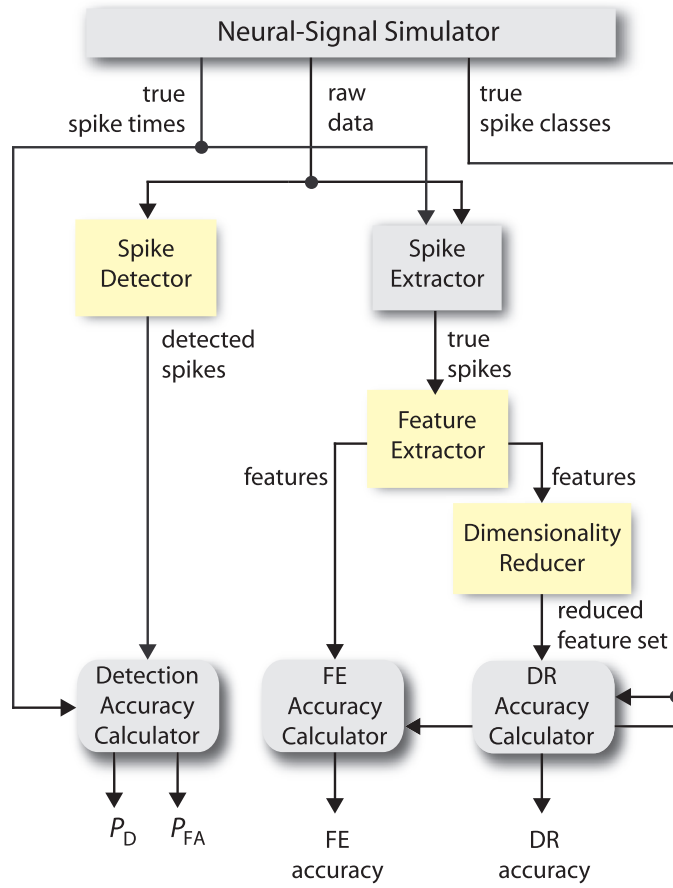 Neural-Signal Simulator
true
spike times
raw
data
true
spike classes
Spike
Detector
Spike
Extractor
detected
spikes
true
spikes
Feature
Extractor
features
features
Dimensionality
Reducer
reduced
feature set
Detection
Accuracy
Calculator
FE
Accuracy
Calculator
DR
Accuracy
Calculator
PD
PFA
FE
accuracy
DR
accuracy